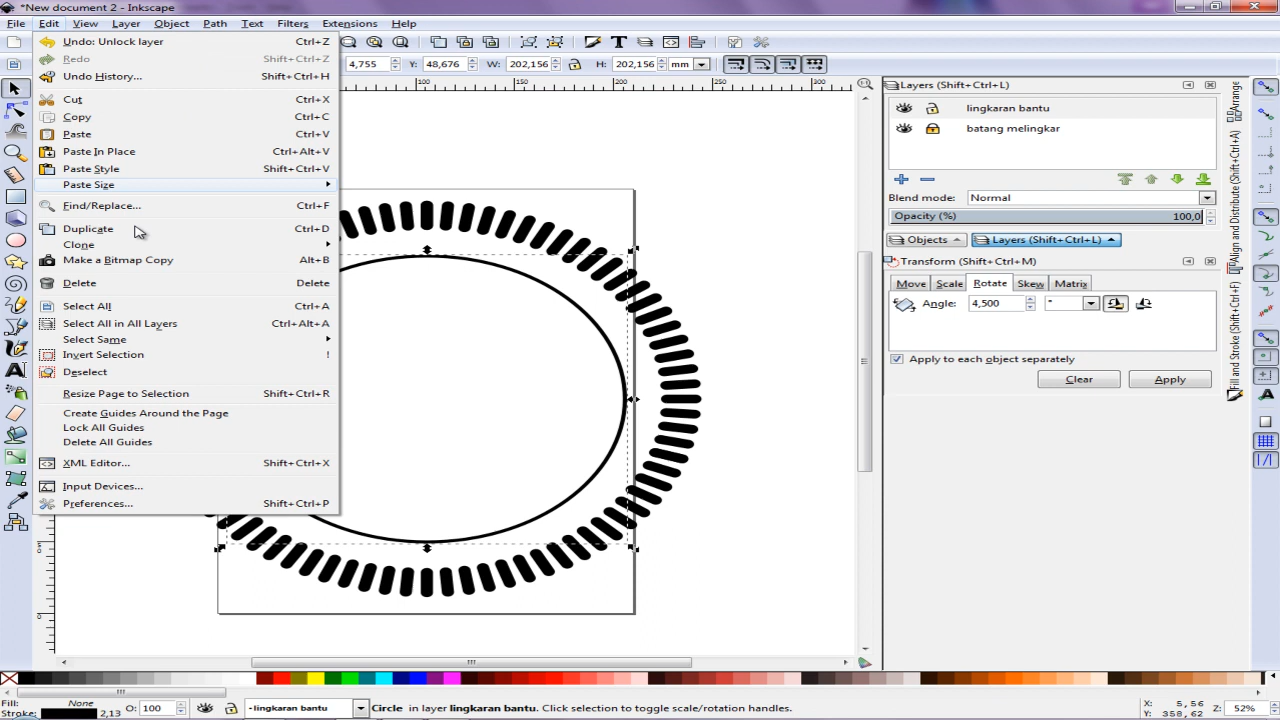 *New document 2 - Inkscape
File Edit View Layer Object Path Text Filters Extensions Help
4,755 Y: 48,676 W: 202,156 H: 202,156 mm
Undo: Unlock layer Ctrl+Z
Redo Shift+Ctrl+Z
Undo History... Shift+Ctrl+H
Cut Ctrl+X
Copy Ctrl+C
Paste Ctrl+V
Paste In Place Ctrl+Alt+V
Paste Style Shift+Ctrl+V
Paste Size
Find/Replace... Ctrl+F
Duplicate Ctrl+D
Clone
Make a Bitmap Copy Alt+B
Delete Delete
Select All Ctrl+A
Select All in All Layers Ctrl+Alt+A
Select Same
Invert Selection !
Deselect
Resize Page to Selection Shift+Ctrl+R
Create Guides Around the Page
Lock All Guides
Delete All Guides
XML Editor... Shift+Ctrl+X
Input Devices...
Preferences... Shift+Ctrl+P
100 150 200 250 300
Layers (Shift+Ctrl+L)
lingkaran bantu
batang melingkar
Blend mode: Normal
Opacity (%) 100,0
Objects Layers (Shift+Ctrl+L)
Transform (Shift+Ctrl+M)
Move Scale Rotate Skew Matrix
Angle: 4,500 °
Apply to each object separately
Clear Apply
Arrange
Align and Distribute (Shift+Ctrl+A)
Fill and Stroke (Shift+Ctrl+F)
Fill: None
Stroke: 2,13
O: 100
-lingkaran bantu
Circle in layer lingkaran bantu. Click selection to toggle scale/rotation handles.
X: 5,56
Y: 358,62
Z: 52%